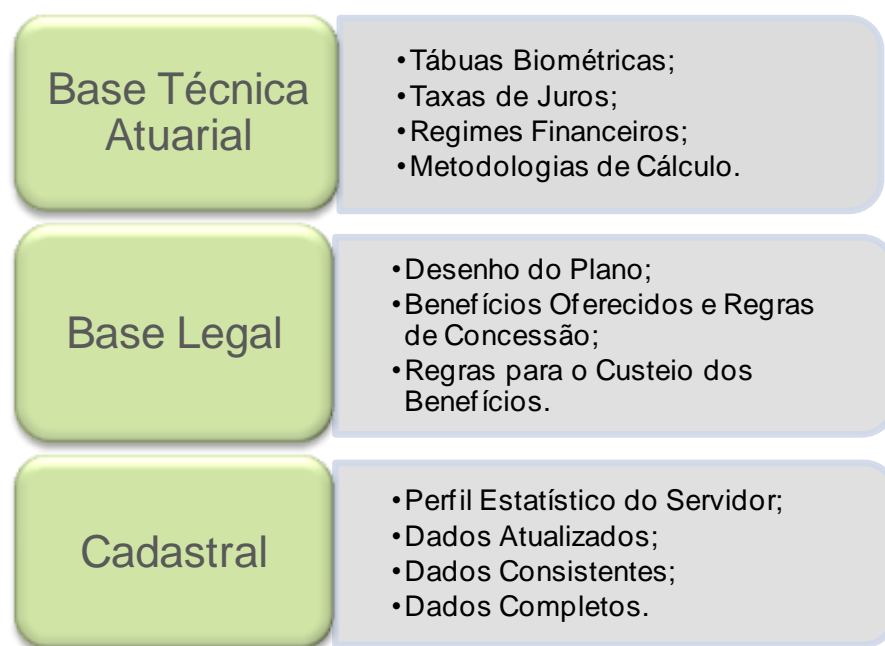 Base Técnica
Atuarial
•Tábuas Biométricas;
•Taxas de Juros;
•Regimes Financeiros;
•Metodologias de Cálculo.
Base Legal
•Desenho do Plano;
•Benefícios Oferecidos e Regras
de Concessão;
•Regras para o Custeio dos
Benefícios.
Cadastral
•Perfil Estatístico do Servidor;
•Dados Atualizados;
•Dados Consistentes;
•Dados Completos.